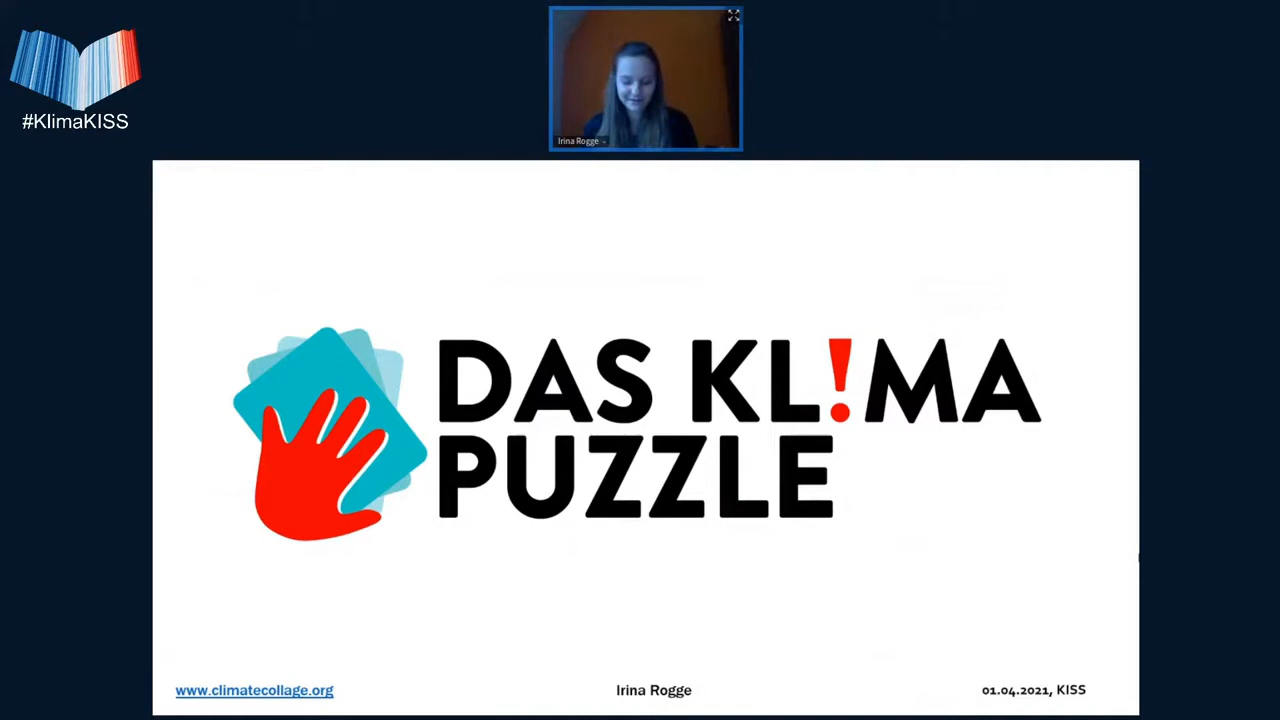 #KlimaKISS
Irina Rogge
DAS KL!MA
PUZZLE
www.climatecollage.org
Irina Rogge
01.04.2021, KISS